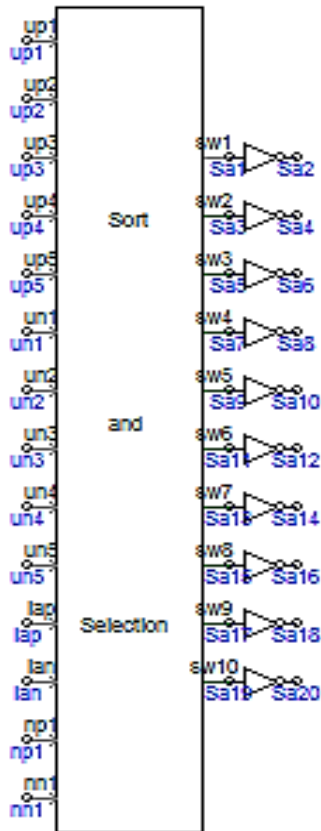 up1
up1
up2
up2
up3
up3
up4
up4
up5
up5
un1
un1
un2
un2
un3
un3
un4
un4
un5
un5
iap
iap
ian
ian
np1
np1
nn1
nn1
Sort
and
Selection
sw1
Sa1 Sa2
sw2
Sa3 Sa4
sw3
Sa5 Sa6
sw4
Sa7 Sa8
sw5
Sa9 Sa10
sw6
Sa11 Sa12
sw7
Sa13 Sa14
sw8
Sa15 Sa16
sw9
Sa17 Sa18
sw10
Sa19 Sa20